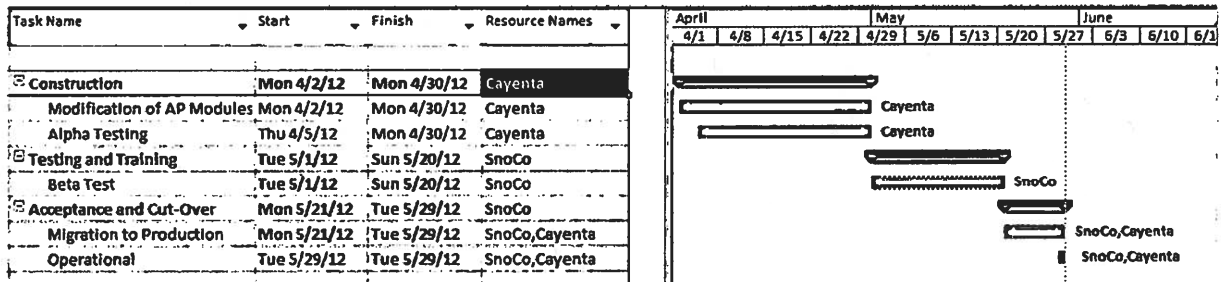 Task Name Start Finish Resource Names April May June
4/1 4/8 4/15 4/22 4/29 5/6 5/13 5/20 5/27 6/3 6/10 6/1
Construction Mon 4/2/12 Mon 4/30/12 Cayenta
Modification of AP Modules Mon 4/2/12 Mon 4/30/12 Cayenta Cayenta
Alpha Testing Thu 4/5/12 Mon 4/30/12 Cayenta Cayenta
Testing and Training Tue 5/1/12 Sun 5/20/12 SnoCo
Beta Test Tue 5/1/12 Sun 5/20/12 SnoCo SnoCo
Acceptance and Cut-Over Mon 5/21/12 Tue 5/29/12 SnoCo
Migration to Production Mon 5/21/12 Tue 5/29/12 SnoCo,Cayenta SnoCo,Cayenta
Operational Tue 5/29/12 Tue 5/29/12 SnoCo,Cayenta SnoCo,Cayenta